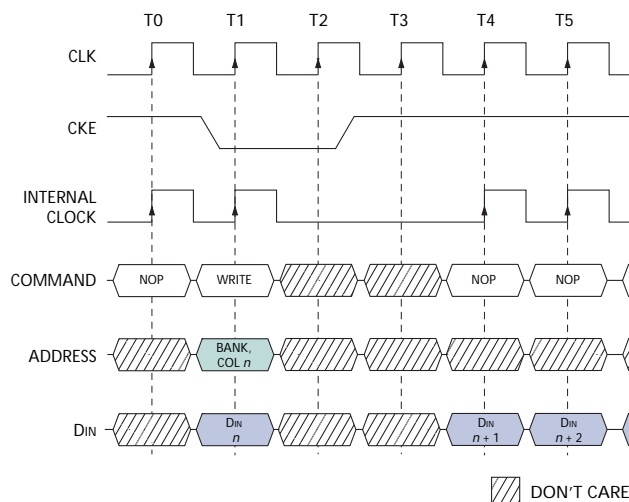 T0 T1 T2 T3 T4 T5
CLK
CKE
INTERNAL
CLOCK
COMMAND NOP WRITE NOP NOP
ADDRESS BANK,
COL n
DIN DIN
n DIN
n + 1 DIN
n + 2
DON'T CARE